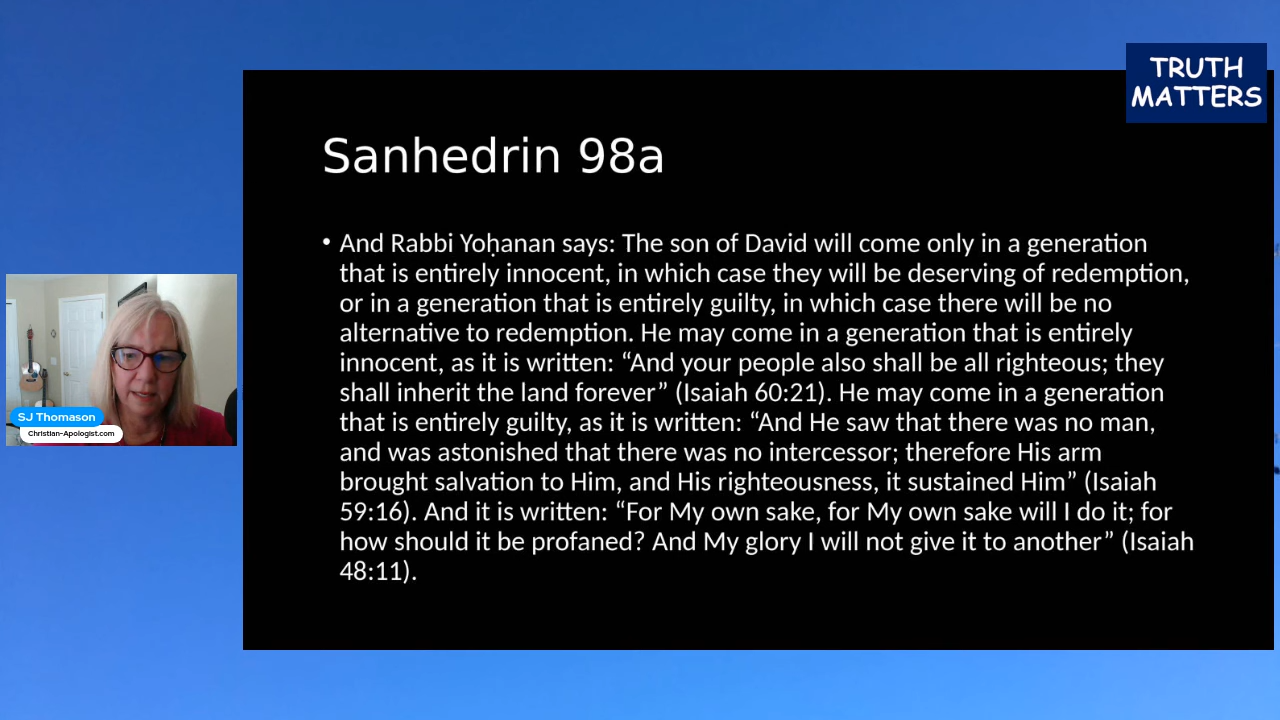 TRUTH
MATTERS
Sanhedrin 98a
• And Rabbi Yoḥanan says: The son of David will come only in a generation
that is entirely innocent, in which case they will be deserving of redemption,
or in a generation that is entirely guilty, in which case there will be no
alternative to redemption. He may come in a generation that is entirely
innocent, as it is written: “And your people also shall be all righteous; they
shall inherit the land forever” (Isaiah 60:21). He may come in a generation
that is entirely guilty, as it is written: “And He saw that there was no man,
and was astonished that there was no intercessor; therefore His arm
brought salvation to Him, and His righteousness, it sustained Him” (Isaiah
59:16). And it is written: “For My own sake, for My own sake will I do it; for
how should it be profaned? And My glory I will not give it to another” (Isaiah
48:11).
SJ Thomason
Christian-Apologist.com